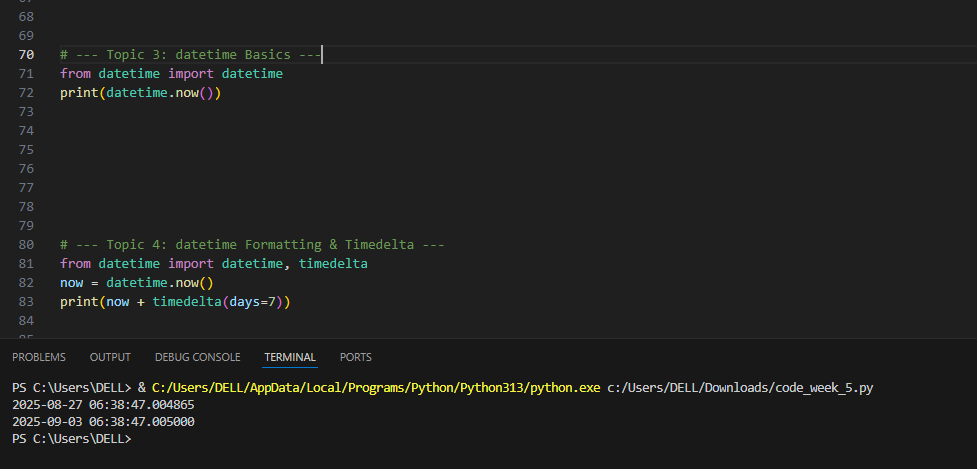 68
69
70 # --- Topic 3: datetime Basics ---
71 from datetime import datetime
72 print(datetime.now())
73
74
75
76
77
78
79
80 # --- Topic 4: datetime Formatting & Timedelta ---
81 from datetime import datetime, timedelta
82 now = datetime.now()
83 print(now + timedelta(days=7))
84
PROBLEMS OUTPUT DEBUG CONSOLE TERMINAL PORTS
PS C:\Users\DELL> & C:/Users/DELL/AppData/Local/Programs/Python/Python313/python.exe c:/Users/DELL/Downloads/code_week_5.py
2025-08-27 06:38:47.004865
2025-09-03 06:38:47.005000
PS C:\Users\DELL>